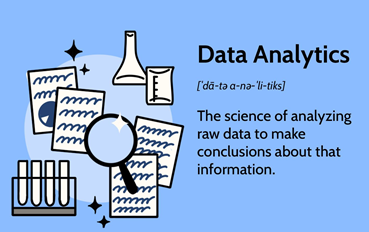 Data Analytics
[ˈdā-tə a-nə-ˈli-tiks]
The science of analyzing
raw data to make
conclusions about that
information.